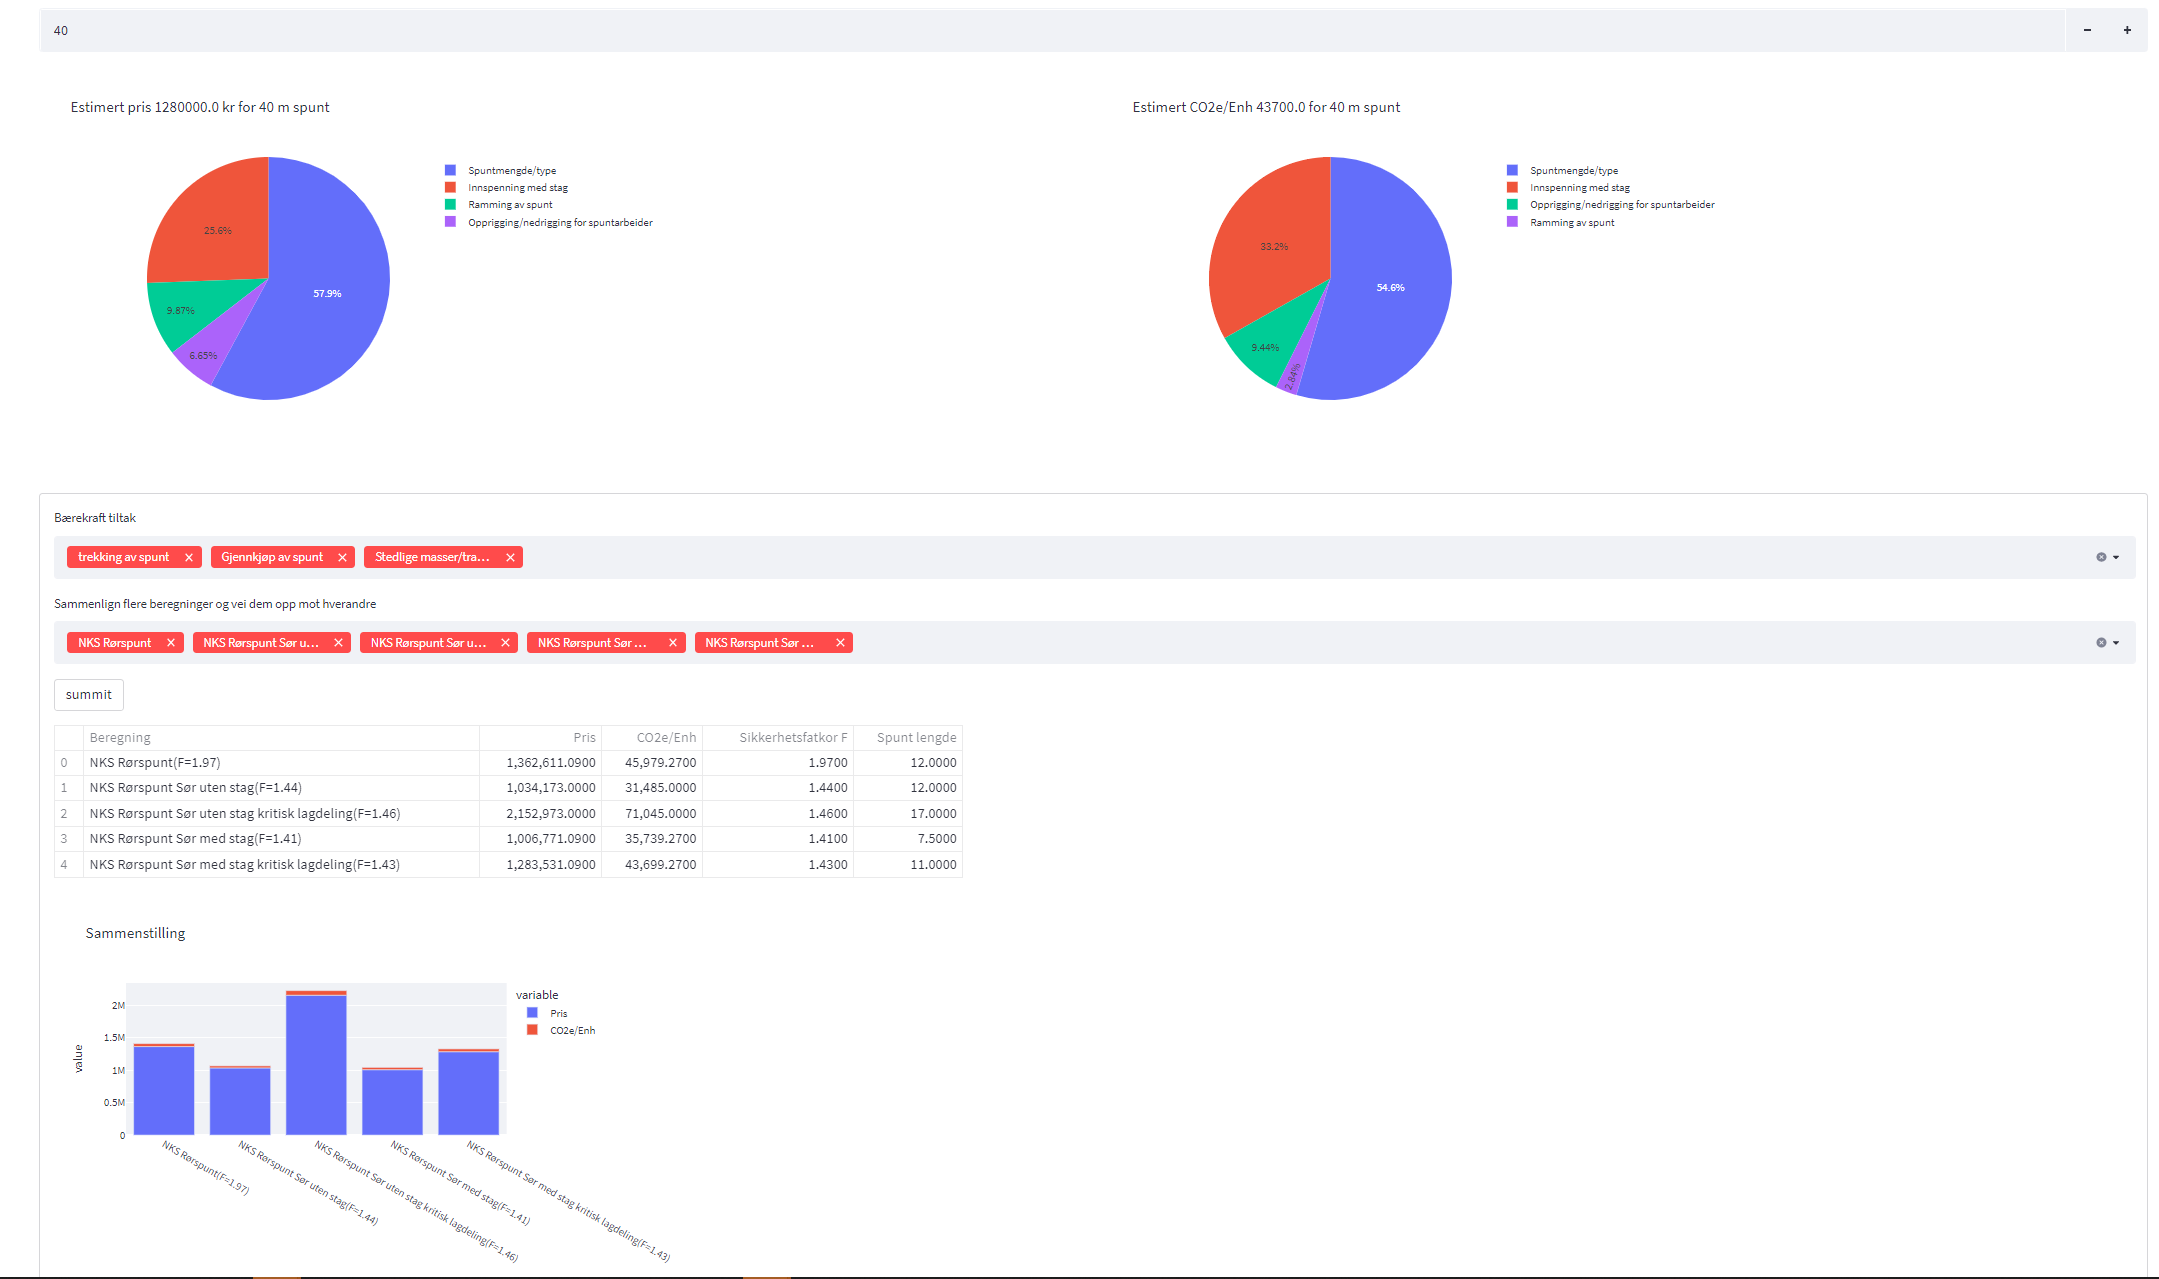 40
Estimert pris 1280000.0 kr for 40 m spunt
57.9%
25.6%
9.87%
6.65%
Spuntmengde/type
Innspenning med stag
Ramming av spunt
Opprigging/nedrigging for spuntarbeider
Estimert CO2e/Enh 43700.0 for 40 m spunt
54.6%
33.2%
9.44%
2.84%
Spuntmengde/type
Innspenning med stag
Opprigging/nedrigging for spuntarbeider
Ramming av spunt
Bærekraft tiltak
trekking av spunt Gjennkjøp av spunt Stedlige masser/tra...
Sammenlign flere beregninger og vei dem opp mot hverandre
NKS Rørspunt NKS Rørspunt Sør u... NKS Rørspunt Sør u... NKS Rørspunt Sør ... NKS Rørspunt Sør ...
summit
Beregning Pris CO2e/Enh Sikkerhetsfatkor F Spunt lengde
0 NKS Rørspunt(F=1.97) 1,362,611.0900 45,979.2700 1.9700 12.0000
1 NKS Rørspunt Sør uten stag(F=1.44) 1,034,173.0000 31,485.0000 1.4400 12.0000
2 NKS Rørspunt Sør uten stag kritisk lagdeling(F=1.46) 2,152,973.0000 71,045.0000 1.4600 17.0000
3 NKS Rørspunt Sør med stag(F=1.41) 1,006,771.0900 35,739.2700 1.4100 7.5000
4 NKS Rørspunt Sør med stag kritisk lagdeling(F=1.43) 1,283,531.0900 43,699.2700 1.4300 11.0000
Sammenstilling
value
2M
1.5M
1M
0.5M
0
NKS Rørspunt(F=1.97)
NKS Rørspunt Sør uten stag(F=1.44)
NKS Rørspunt Sør uten stag kritisk lagdeling(F=1.46)
NKS Rørspunt Sør med stag(F=1.41)
NKS Rørspunt Sør med stag kritisk lagdeling(F=1.43)
variable
Pris
CO2e/Enh